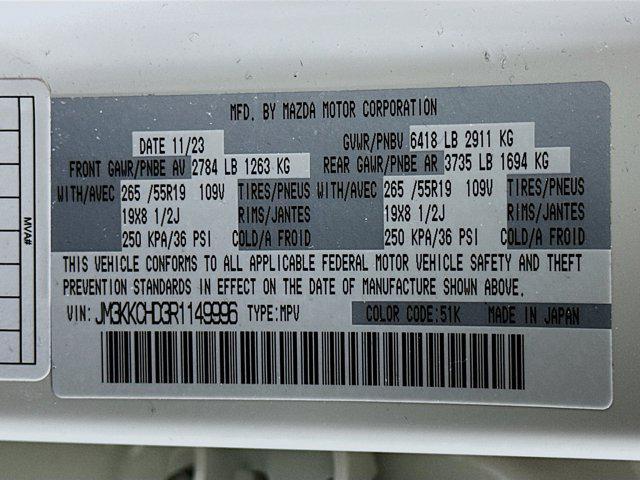 MFD. BY MAZDA MOTOR CORPORATION
DATE 11/23 GVWR/PNBV 6418 LB 2911 KG
FRONT GAWR/PNBE AV 2784 LB 1263 KG REAR GAWR/PNBE AR 3735 LB 1694 KG
WITH/AVEC 265 /55R19 109V TIRES/PNEUS WITH/AVEC 265 /55R19 109V TIRES/PNEUS
19X8 1/2J RIMS/JANTES 19X8 1/2J RIMS/JANTES
250 KPA/36 PSI COLD/A FROID 250 KPA/36 PSI COLD/A FROID
THIS VEHICLE CONFORMS TO ALL APPLICABLE FEDERAL MOTOR VEHICLE SAFETY AND THEFT
PREVENTION STANDARDS IN EFFECT ON THE DATE OF MANUFACTURE SHOWN ABOVE.
VIN: JM3KKCHD3R1149996 TYPE:MPV COLOR CODE:51K MADE IN JAPAN
MVA#